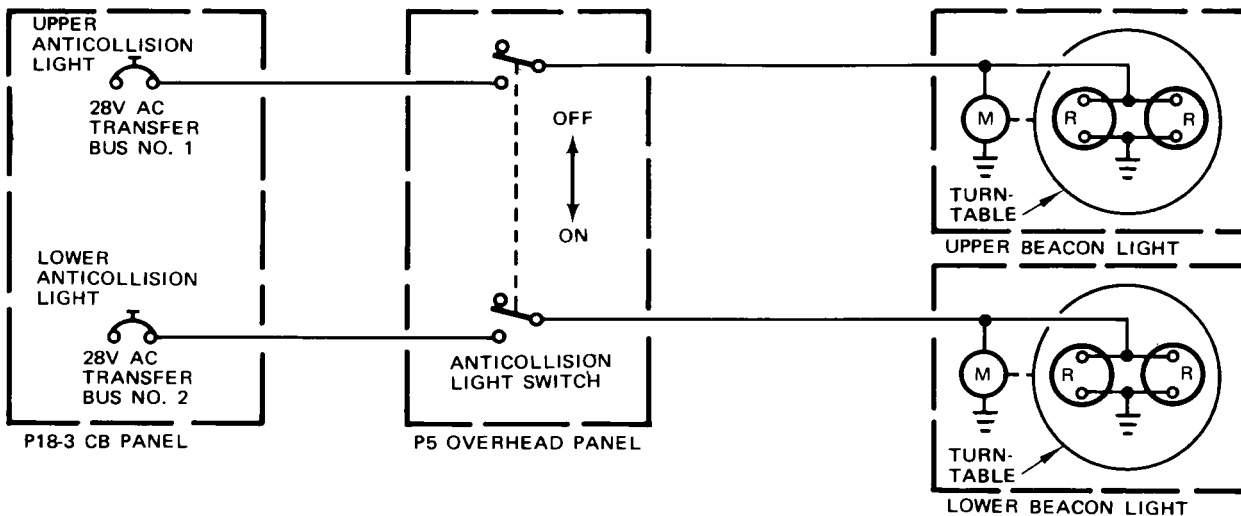 UPPER
ANTICOLLISION
LIGHT
28V AC
TRANSFER
BUS NO. 1
LOWER
ANTICOLLISION
LIGHT
28V AC
TRANSFER
BUS NO. 2
P18-3 CB PANEL
OFF
ON
ANTICOLLISION
LIGHT SWITCH
P5 OVERHEAD PANEL
M
R
R
TURN-
TABLE
UPPER BEACON LIGHT
M
R
R
TURN-
TABLE
LOWER BEACON LIGHT